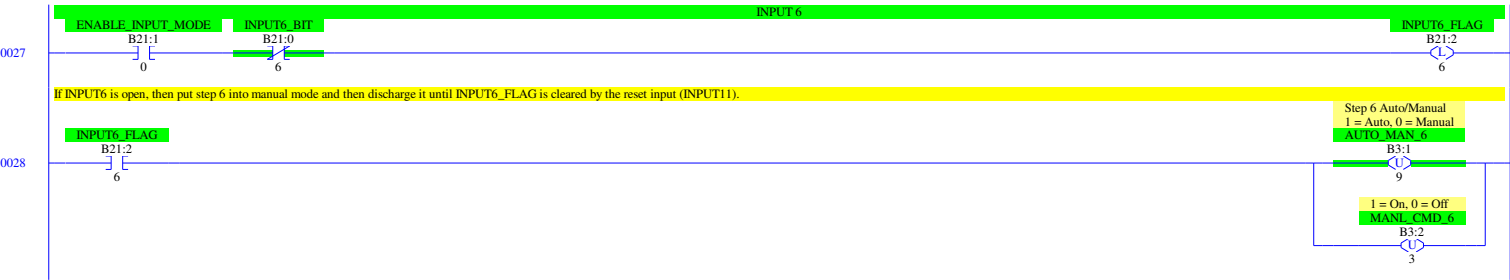 INPUT 6
ENABLE_INPUT_MODE INPUT6_BIT INPUT6_FLAG
B21:1 B21:0 B21:2
0027 L
0 6 6
If INPUT6 is open, then put step 6 into manual mode and then discharge it until INPUT6_FLAG is cleared by the reset input (INPUT11).
Step 6 Auto/Manual
1 = Auto, 0 = Manual
INPUT6_FLAG AUTO_MAN_6
B21:2 B3:1
0028 U
6 9
1 = On, 0 = Off
MANL_CMD_6
B3:2
U
3